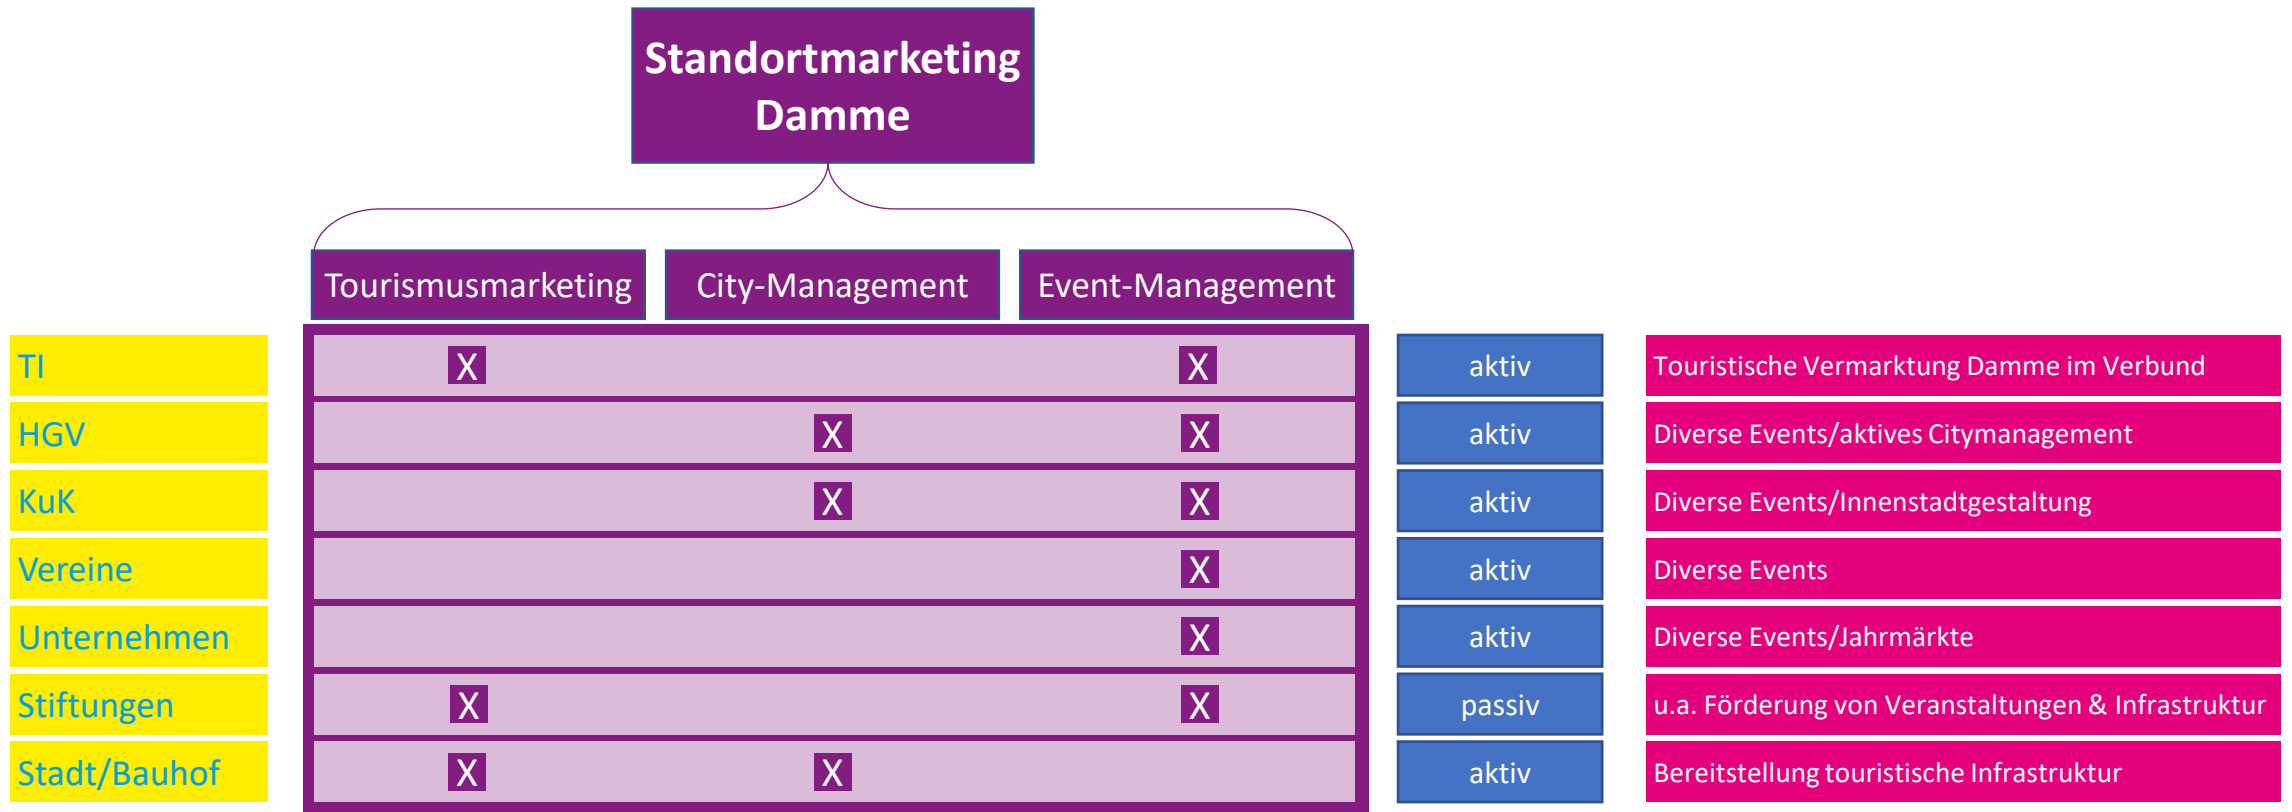 Standortmarketing
Damme
Tourismusmarketing City-Management Event-Management
TI X X aktiv Touristische Vermarktung Damme im Verbund
HGV X X aktiv Diverse Events/aktives Citymanagement
KuK X X aktiv Diverse Events/Innenstadtgestaltung
Vereine X aktiv Diverse Events
Unternehmen X aktiv Diverse Events/Jahrmärkte
Stiftungen X X passiv u.a. Förderung von Veranstaltungen & Infrastruktur
Stadt/Bauhof X X aktiv Bereitstellung touristische Infrastruktur